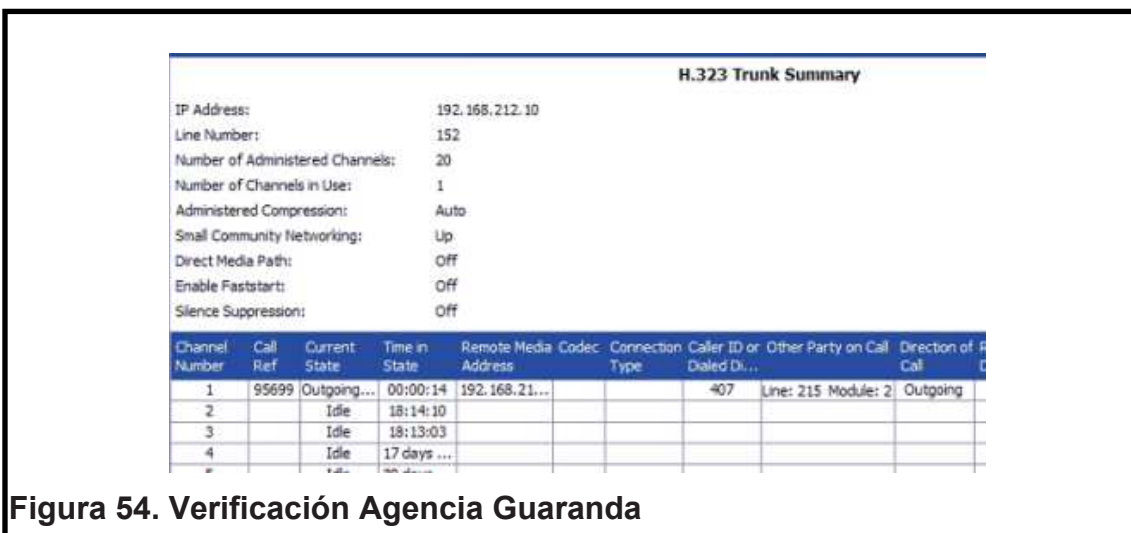 H.323 Trunk Summary
IP Address: 192.168.212.10
Line Number: 152
Number of Administered Channels: 20
Number of Channels in Use: 1
Administered Compression: Auto
Small Community Networking: Up
Direct Media Path: Off
Enable Faststart: Off
Silence Suppression: Off
Channel Number Call Ref Current State Time in State Remote Media Address Codec Connection Type Caller ID or Dialed Di... Other Party on Call Direction of Call
1 95699 Outgoing... 00:00:14 192.168.21... 407 Line: 215 Module: 2 Outgoing
2 Idle 18:14:10
3 Idle 18:13:03
4 Idle 17 days ...
Figura 54. Verificación Agencia Guaranda